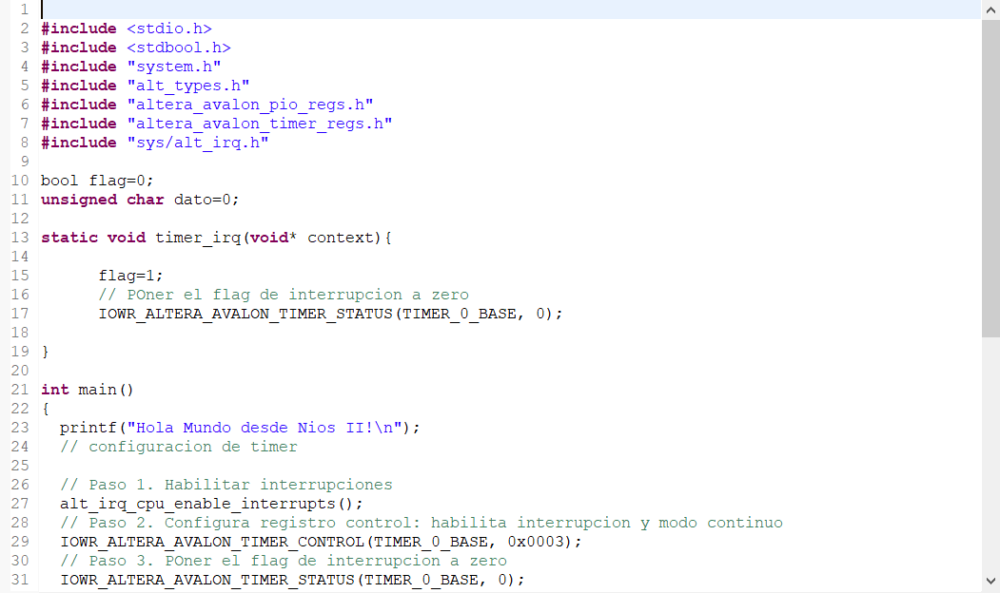 1
2 #include <stdio.h>
3 #include <stdbool.h>
4 #include "system.h"
5 #include "alt_types.h"
6 #include "altera_avalon_pio_regs.h"
7 #include "altera_avalon_timer_regs.h"
8 #include "sys/alt_irq.h"
9
10 bool flag=0;
11 unsigned char dato=0;
12
13 static void timer_irq(void* context){
14
15 flag=1;
16 // POner el flag de interrupcion a zero
17 IOWR_ALTERA_AVALON_TIMER_STATUS(TIMER_0_BASE, 0);
18
19 }
20
21 int main()
22 {
23 printf("Hola Mundo desde Nios II!\n");
24 // configuracion de timer
25
26 // Paso 1. Habilitar interrupciones
27 alt_irq_cpu_enable_interrupts();
28 // Paso 2. Configura registro control: habilita interrupcion y modo continuo
29 IOWR_ALTERA_AVALON_TIMER_CONTROL(TIMER_0_BASE, 0x0003);
30 // Paso 3. POner el flag de interrupcion a zero
31 IOWR_ALTERA_AVALON_TIMER_STATUS(TIMER_0_BASE, 0);